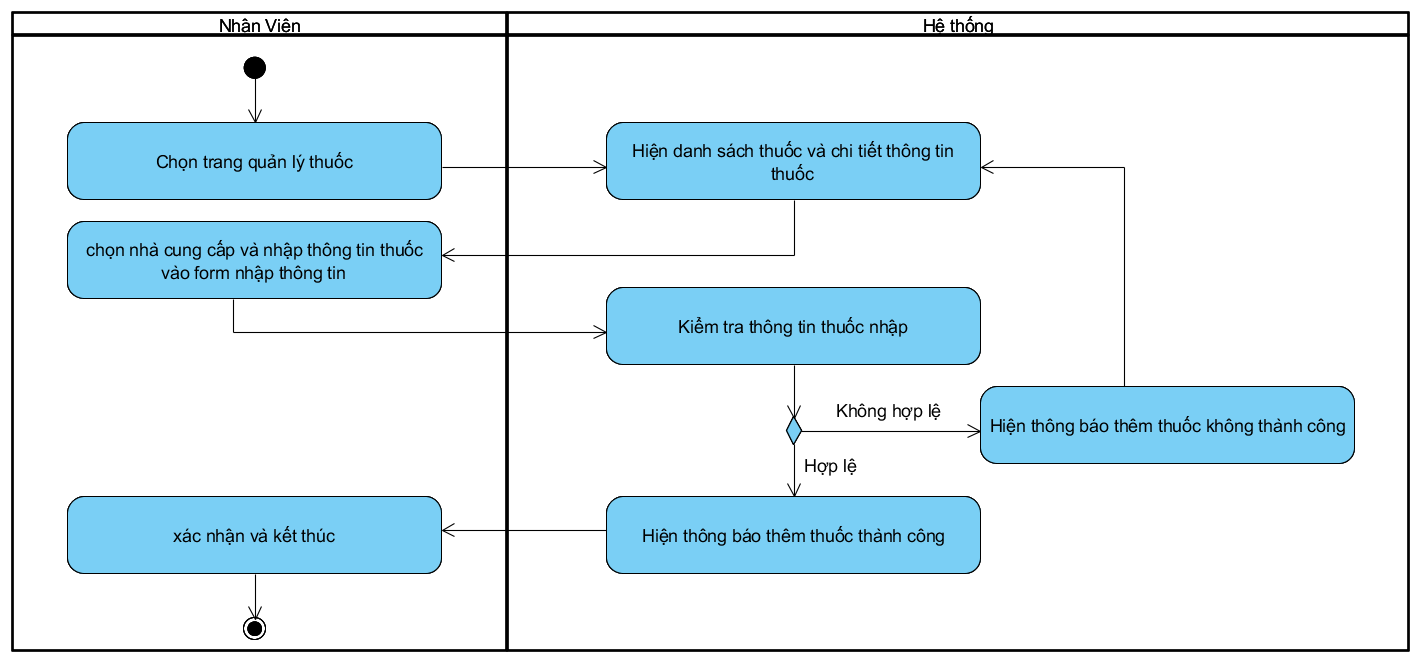 Nhân Viên
Hệ thống
Chọn trang quản lý thuốc
Hiện danh sách thuốc và chi tiết thông tin
thuốc
chọn nhà cung cấp và nhập thông tin thuốc
vào form nhập thông tin
Kiểm tra thông tin thuốc nhập
Không hợp lệ
Hiện thông báo thêm thuốc không thành công
Hợp lệ
xác nhận và kết thúc
Hiện thông báo thêm thuốc thành công